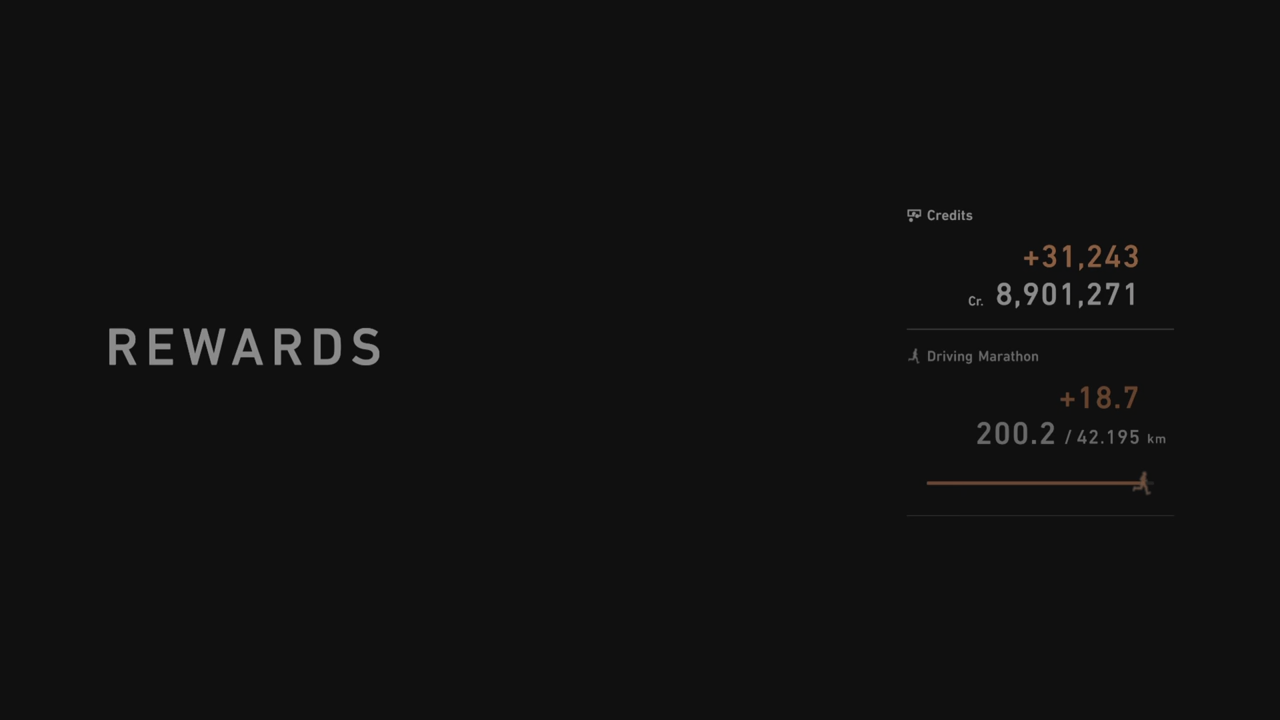 REWARDS
Credits
+31,243
Cr. 8,901,271
Driving Marathon
+18.7
200.2 / 42.195 km